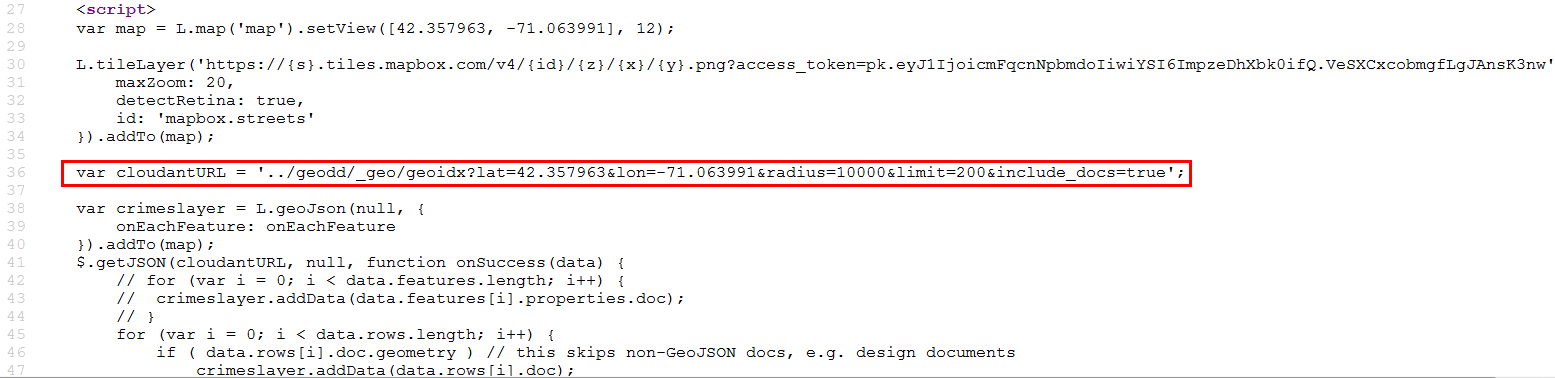 27 <script>
28 var map = L.map('map').setView([42.357963, -71.063991], 12);
29
30 L.tileLayer('https://{s}.tiles.mapbox.com/v4/{id}/{z}/{x}/{y}.png?access_token=pk.eyJ1IjoicmFqcnNpbmdoIiwiYSI6ImpzeDhXbk0ifQ.VeSXCxcobmgfLgJAnsK3nw'
31 maxZoom: 20,
32 detectRetina: true,
33 id: 'mapbox.streets'
34 }).addTo(map);
35
36 var cloudantURL = '../geodd/_geo/geoidx?lat=42.357963&lon=-71.063991&radius=10000&limit=200&include_docs=true';
37
38 var crimeslayer = L.geoJson(null, {
39 onEachFeature: onEachFeature
40 }).addTo(map);
41 $.getJSON(cloudantURL, null, function onSuccess(data) {
42 // for (var i = 0; i < data.features.length; i++) {
43 // crimeslayer.addData(data.features[i].properties.doc);
44 // }
45 for (var i = 0; i < data.rows.length; i++) {
46 if ( data.rows[i].doc.geometry ) // this skips non-GeoJSON docs, e.g. design documents
47 crimeslayer.addData(data.rows[i].doc);